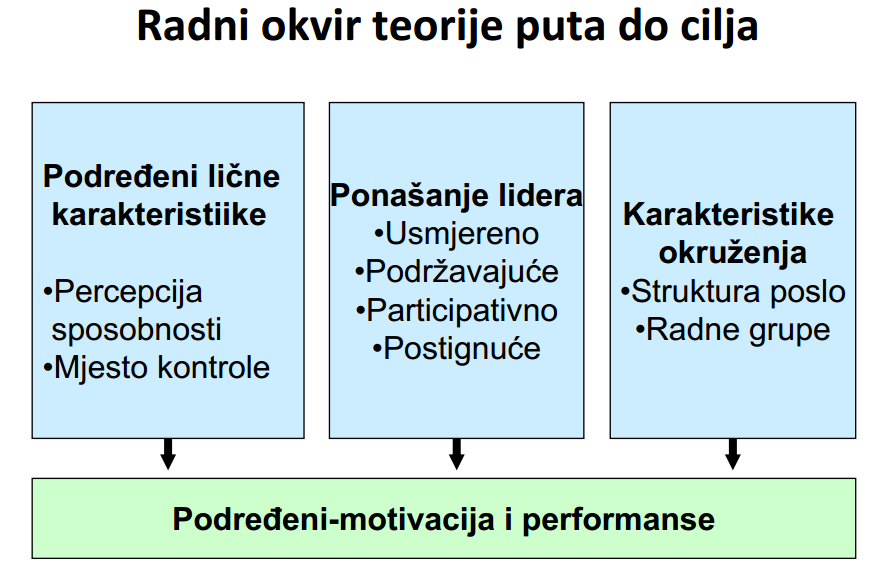 Radni okvir teorije puta do cilja
Podređeni lične
karakteristiike
•Percepcija
sposobnosti
•Mjesto kontrole
Ponašanje lidera
•Usmjereno
•Podržavajuće
•Participativno
•Postignuće
Karakteristike
okruženja
•Struktura poslo
•Radne grupe
Podređeni-motivacija i performanse